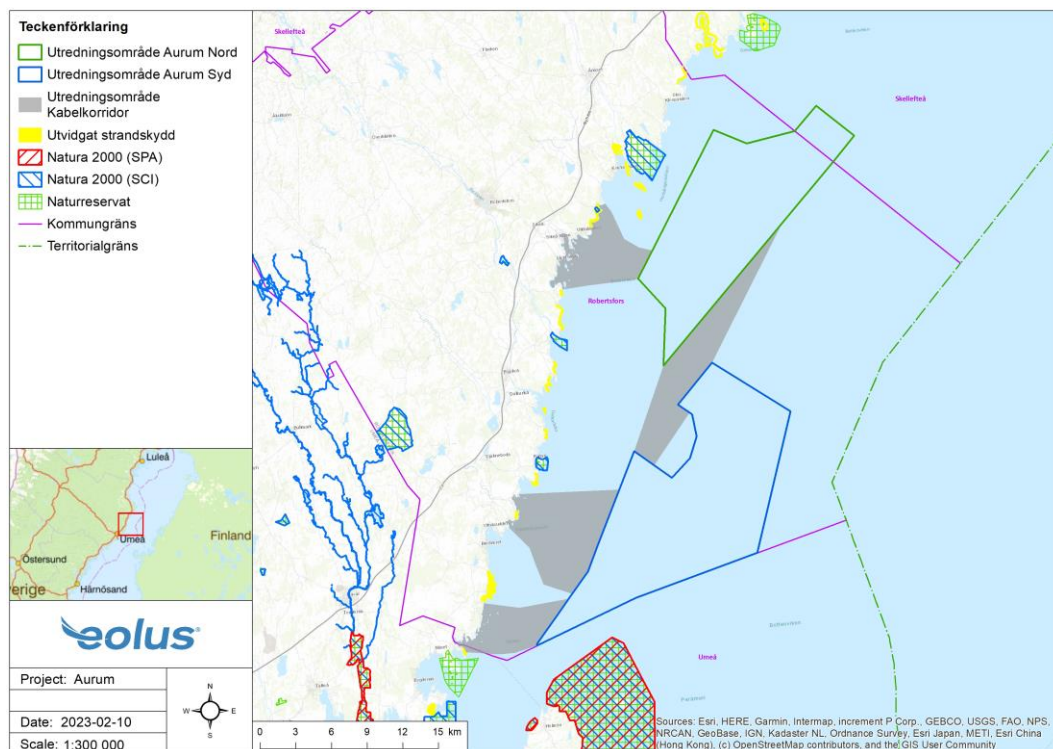 Teckenförklaring
Utredningsområde Aurum Nord
Utredningsområde Aurum Syd
Utredningsområde
Kabelkorridor
Utvidgat strandskydd
Natura 2000 (SPA)
Natura 2000 (SCI)
Naturreservat
Kommungräns
Territorialgräns
Skellefteå
Skellefteå
Robertsfors
Umeå
Luleå
Umeå
Östersund
Finland
erige
Härnösand
eolus®
Project: Aurum
Date: 2023-02-10
Scale: 1:300 000
N
W
E
S
0 3 6 9 12 15 km
Sources: Esri, HERE, Garmin, Intermap, increment P Corp., GEBCO, USGS, FAO, NPS,
NRCAN, GeoBase, IGN, Kadaster NL, Ordnance Survey, Esri Japan, METI, Esri China
(Hong Kong), (c) OpenStreetMap contributors, and the GIS User Community